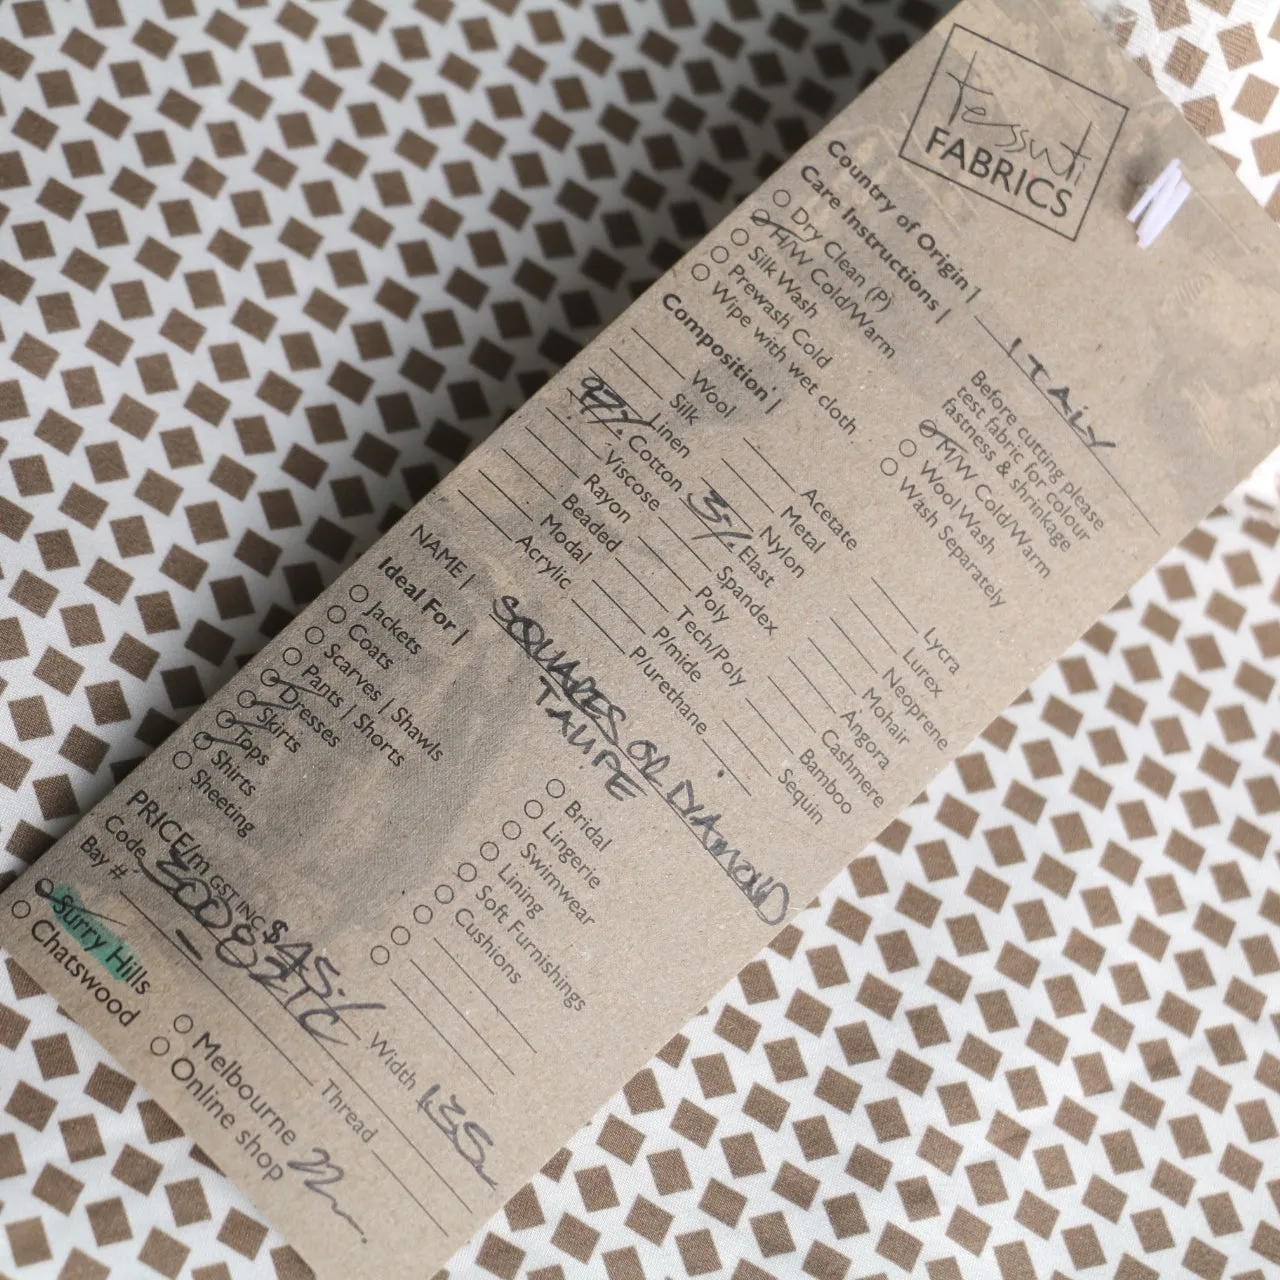 tessuti
FABRICS
Country of Origin | ITALY
Care Instructions |
Dry Clean (P)
H/W Cold/Warm
Silk Wash
Prewash Cold
Wipe with wet cloth
Before cutting please
test fabric for colour
fastness & shrinkage
M/W Cold/Warm
Wool Wash
Wash Separately
Composition |
Wool
Silk
Linen
97% Cotton
Viscose
Rayon
Beaded
Modal
Acrylic
Acetate
Metal
Nylon
3% Elast
Spandex
Poly
Tech/Poly
P/mide
P/urethane
Lycra
Lurex
Neoprene
Mohair
Angora
Cashmere
Bamboo
Sequin
NAME | SQUARES OR DIAMOND
TAUPE
Ideal For |
Jackets
Coats
Scarves | Shawls
Pants | Shorts
Dresses
Skirts
Tops
Shirts
Sheeting
Bridal
Lingerie
Swimwear
Lining
Soft Furnishings
Cushions
PRICE/m GST INC $45.-/ Width 135
Code
Bay #
Thread
Surry Hills
Chatswood
Melbourne
Online shop
22m